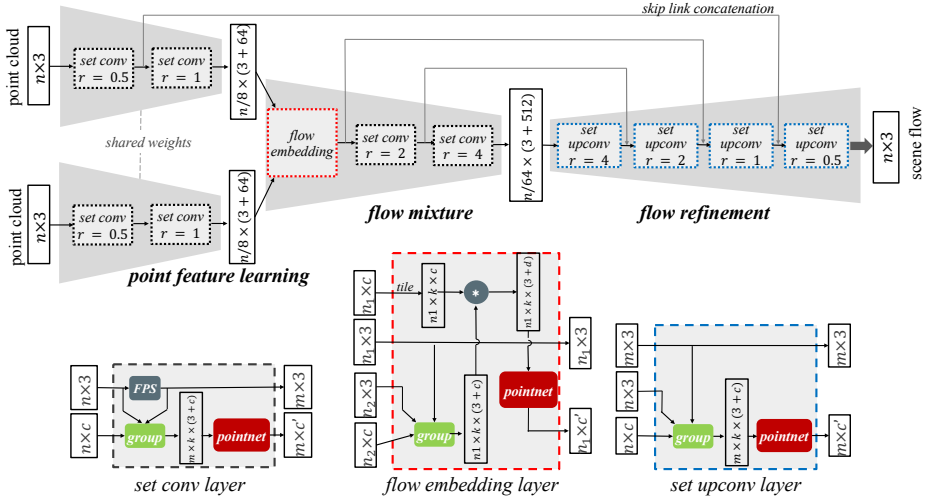 skip link concatenation
point cloud
n×3
set conv
r = 0.5
set conv
r = 1
n/8 × (3 + 64)
shared weights
point cloud
n×3
set conv
r = 0.5
set conv
r = 1
n/8 × (3 + 64)
point feature learning
flow
embedding
set conv
r = 2
set conv
r = 4
n/64 × (3 + 512)
flow mixture
set
upconv
r = 4
set
upconv
r = 2
set
upconv
r = 1
set
upconv
r = 0.5
n×3
scene flow
flow refinement
n×3
n×c
FPS
group
m × k × (3 + c)
pointnet
m×3
m×c'
set conv layer
n₁×c
n₁×3
n₂×3
n₂×c
tile
n1 × k × c
*
n1 × k × (3 + d)
group
n1 × k × (3 + c)
pointnet
n₁×3
n₁×c'
flow embedding layer
m×3
n×3
n×c
group
m × k × (3 + c)
pointnet
m×3
m×c'
set upconv layer